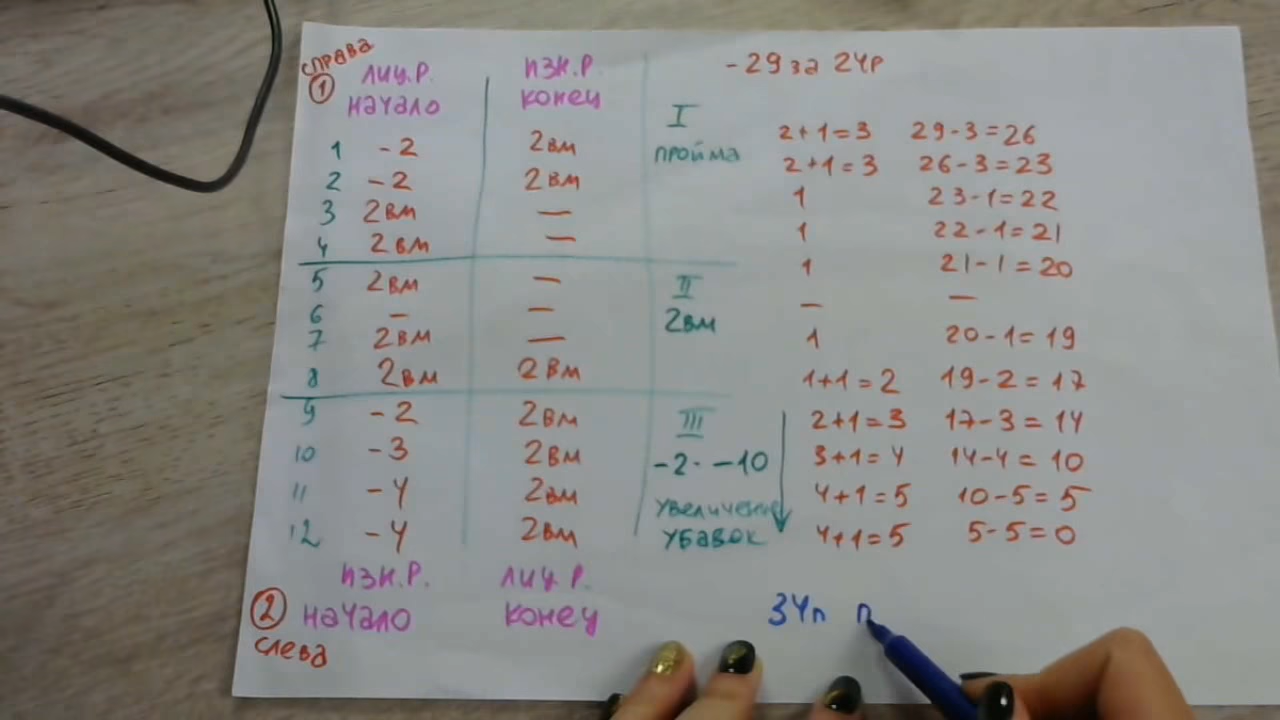 справа
① лиц.р. изн.р. -29 за 24р
начало конец
I
пройма
1 -2 2вм 2+1=3 29-3=26
2 -2 2вм 2+1=3 26-3=23
3 2вм — 1 23-1=22
4 2вм — 1 22-1=21
5 2вм — 1 21-1=20
II
2вм
6 — — — —
7 2вм — 1 20-1=19
8 2вм 2вм 1+1=2 19-2=17
9 -2 2вм 2+1=3 17-3=14
III
-2. -10
увеличение
убавок
10 -3 2вм 3+1=4 14-4=10
11 -4 2вм 4+1=5 10-5=5
12 -4 2вм 4+1=5 5-5=0
изн.р. лиц.р.
② начало конец 34п п
слева